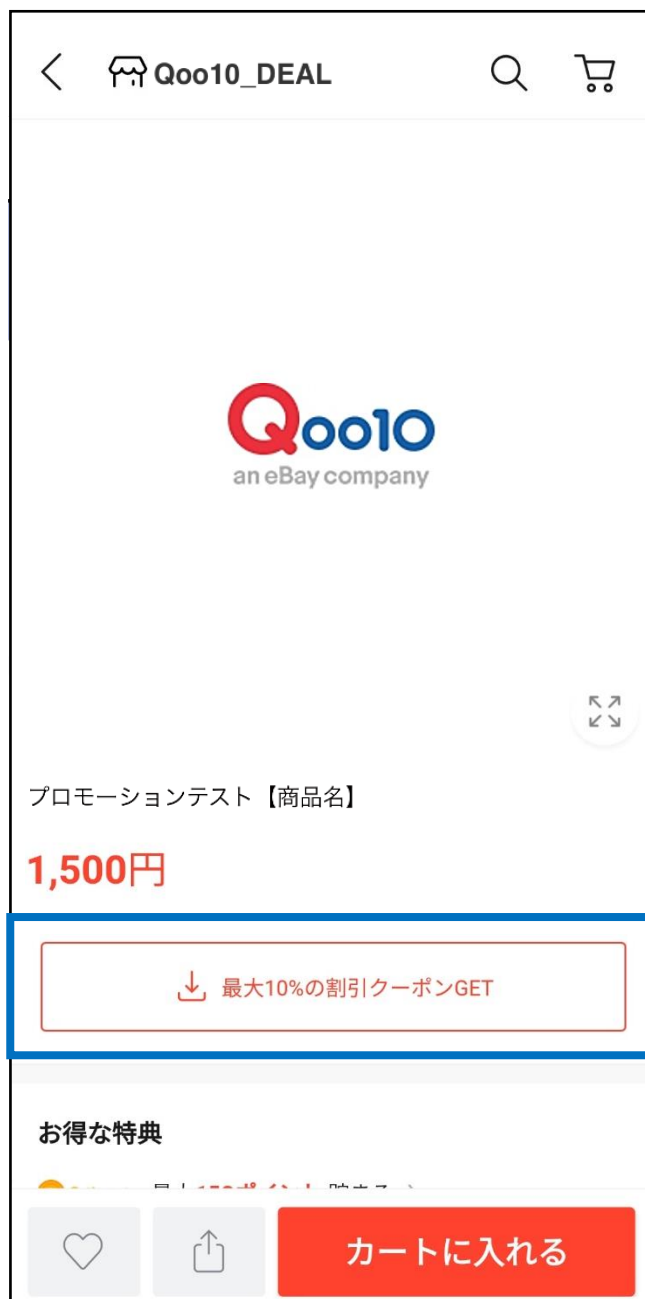 Qoo10_DEAL
Qoo10
an eBay company
プロモーションテスト【商品名】
1,500円
最大10%の割引クーポンGET
お得な特典
カートに入れる